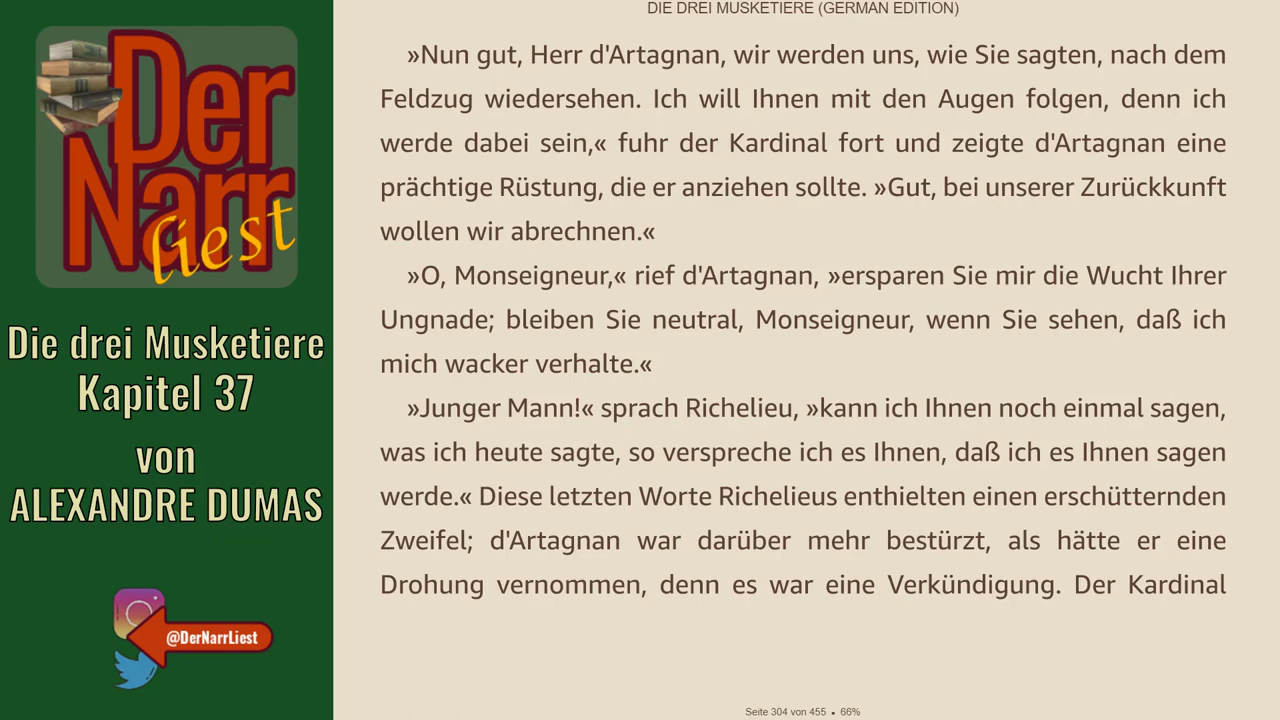 Der
Narr
liest
Die drei Musketiere
Kapitel 37
von
ALEXANDRE DUMAS
@DerNarrLiest
DIE DREI MUSKETIERE (GERMAN EDITION)
»Nun gut, Herr d'Artagnan, wir werden uns, wie Sie sagten, nach dem
Feldzug wiedersehen. Ich will Ihnen mit den Augen folgen, denn ich
werde dabei sein,« fuhr der Kardinal fort und zeigte d'Artagnan eine
prächtige Rüstung, die er anziehen sollte. »Gut, bei unserer Zurückkunft
wollen wir abrechnen.«
»O, Monseigneur,« rief d'Artagnan, »ersparen Sie mir die Wucht Ihrer
Ungnade; bleiben Sie neutral, Monseigneur, wenn Sie sehen, daß ich
mich wacker verhalte.«
»Junger Mann!« sprach Richelieu, »kann ich Ihnen noch einmal sagen,
was ich heute sagte, so verspreche ich es Ihnen, daß ich es Ihnen sagen
werde.« Diese letzten Worte Richelieus enthielten einen erschütternden
Zweifel; d'Artagnan war darüber mehr bestürzt, als hätte er eine
Drohung vernommen, denn es war eine Verkündigung. Der Kardinal
Seite 304 von 455 • 66%